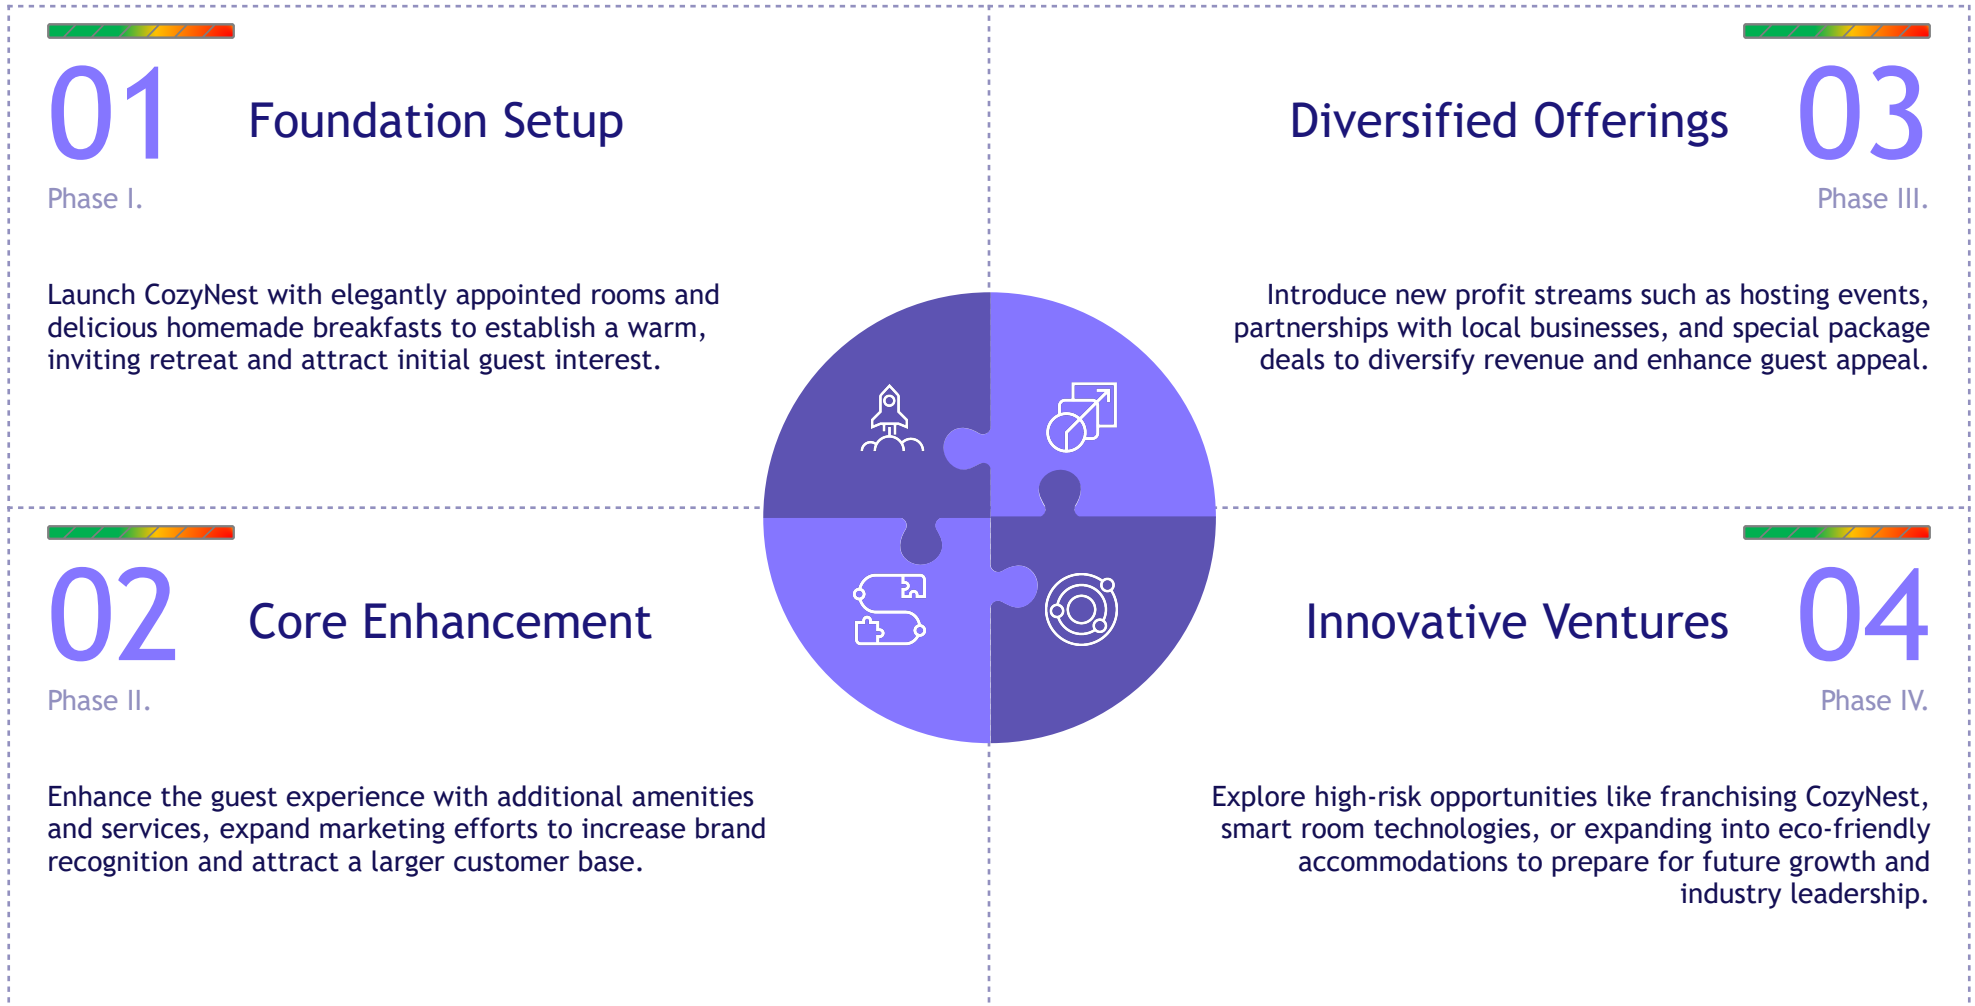 01
Foundation Setup
Phase I.
Launch CozyNest with elegantly appointed rooms and
delicious homemade breakfasts to establish a warm,
inviting retreat and attract initial guest interest.
02
Core Enhancement
Phase II.
Enhance the guest experience with additional amenities
and services, expand marketing efforts to increase brand
recognition and attract a larger customer base.
Diversified Offerings
03
Phase III.
Introduce new profit streams such as hosting events,
partnerships with local businesses, and special package
deals to diversify revenue and enhance guest appeal.
Innovative Ventures
04
Phase IV.
Explore high-risk opportunities like franchising CozyNest,
smart room technologies, or expanding into eco-friendly
accommodations to prepare for future growth and
industry leadership.